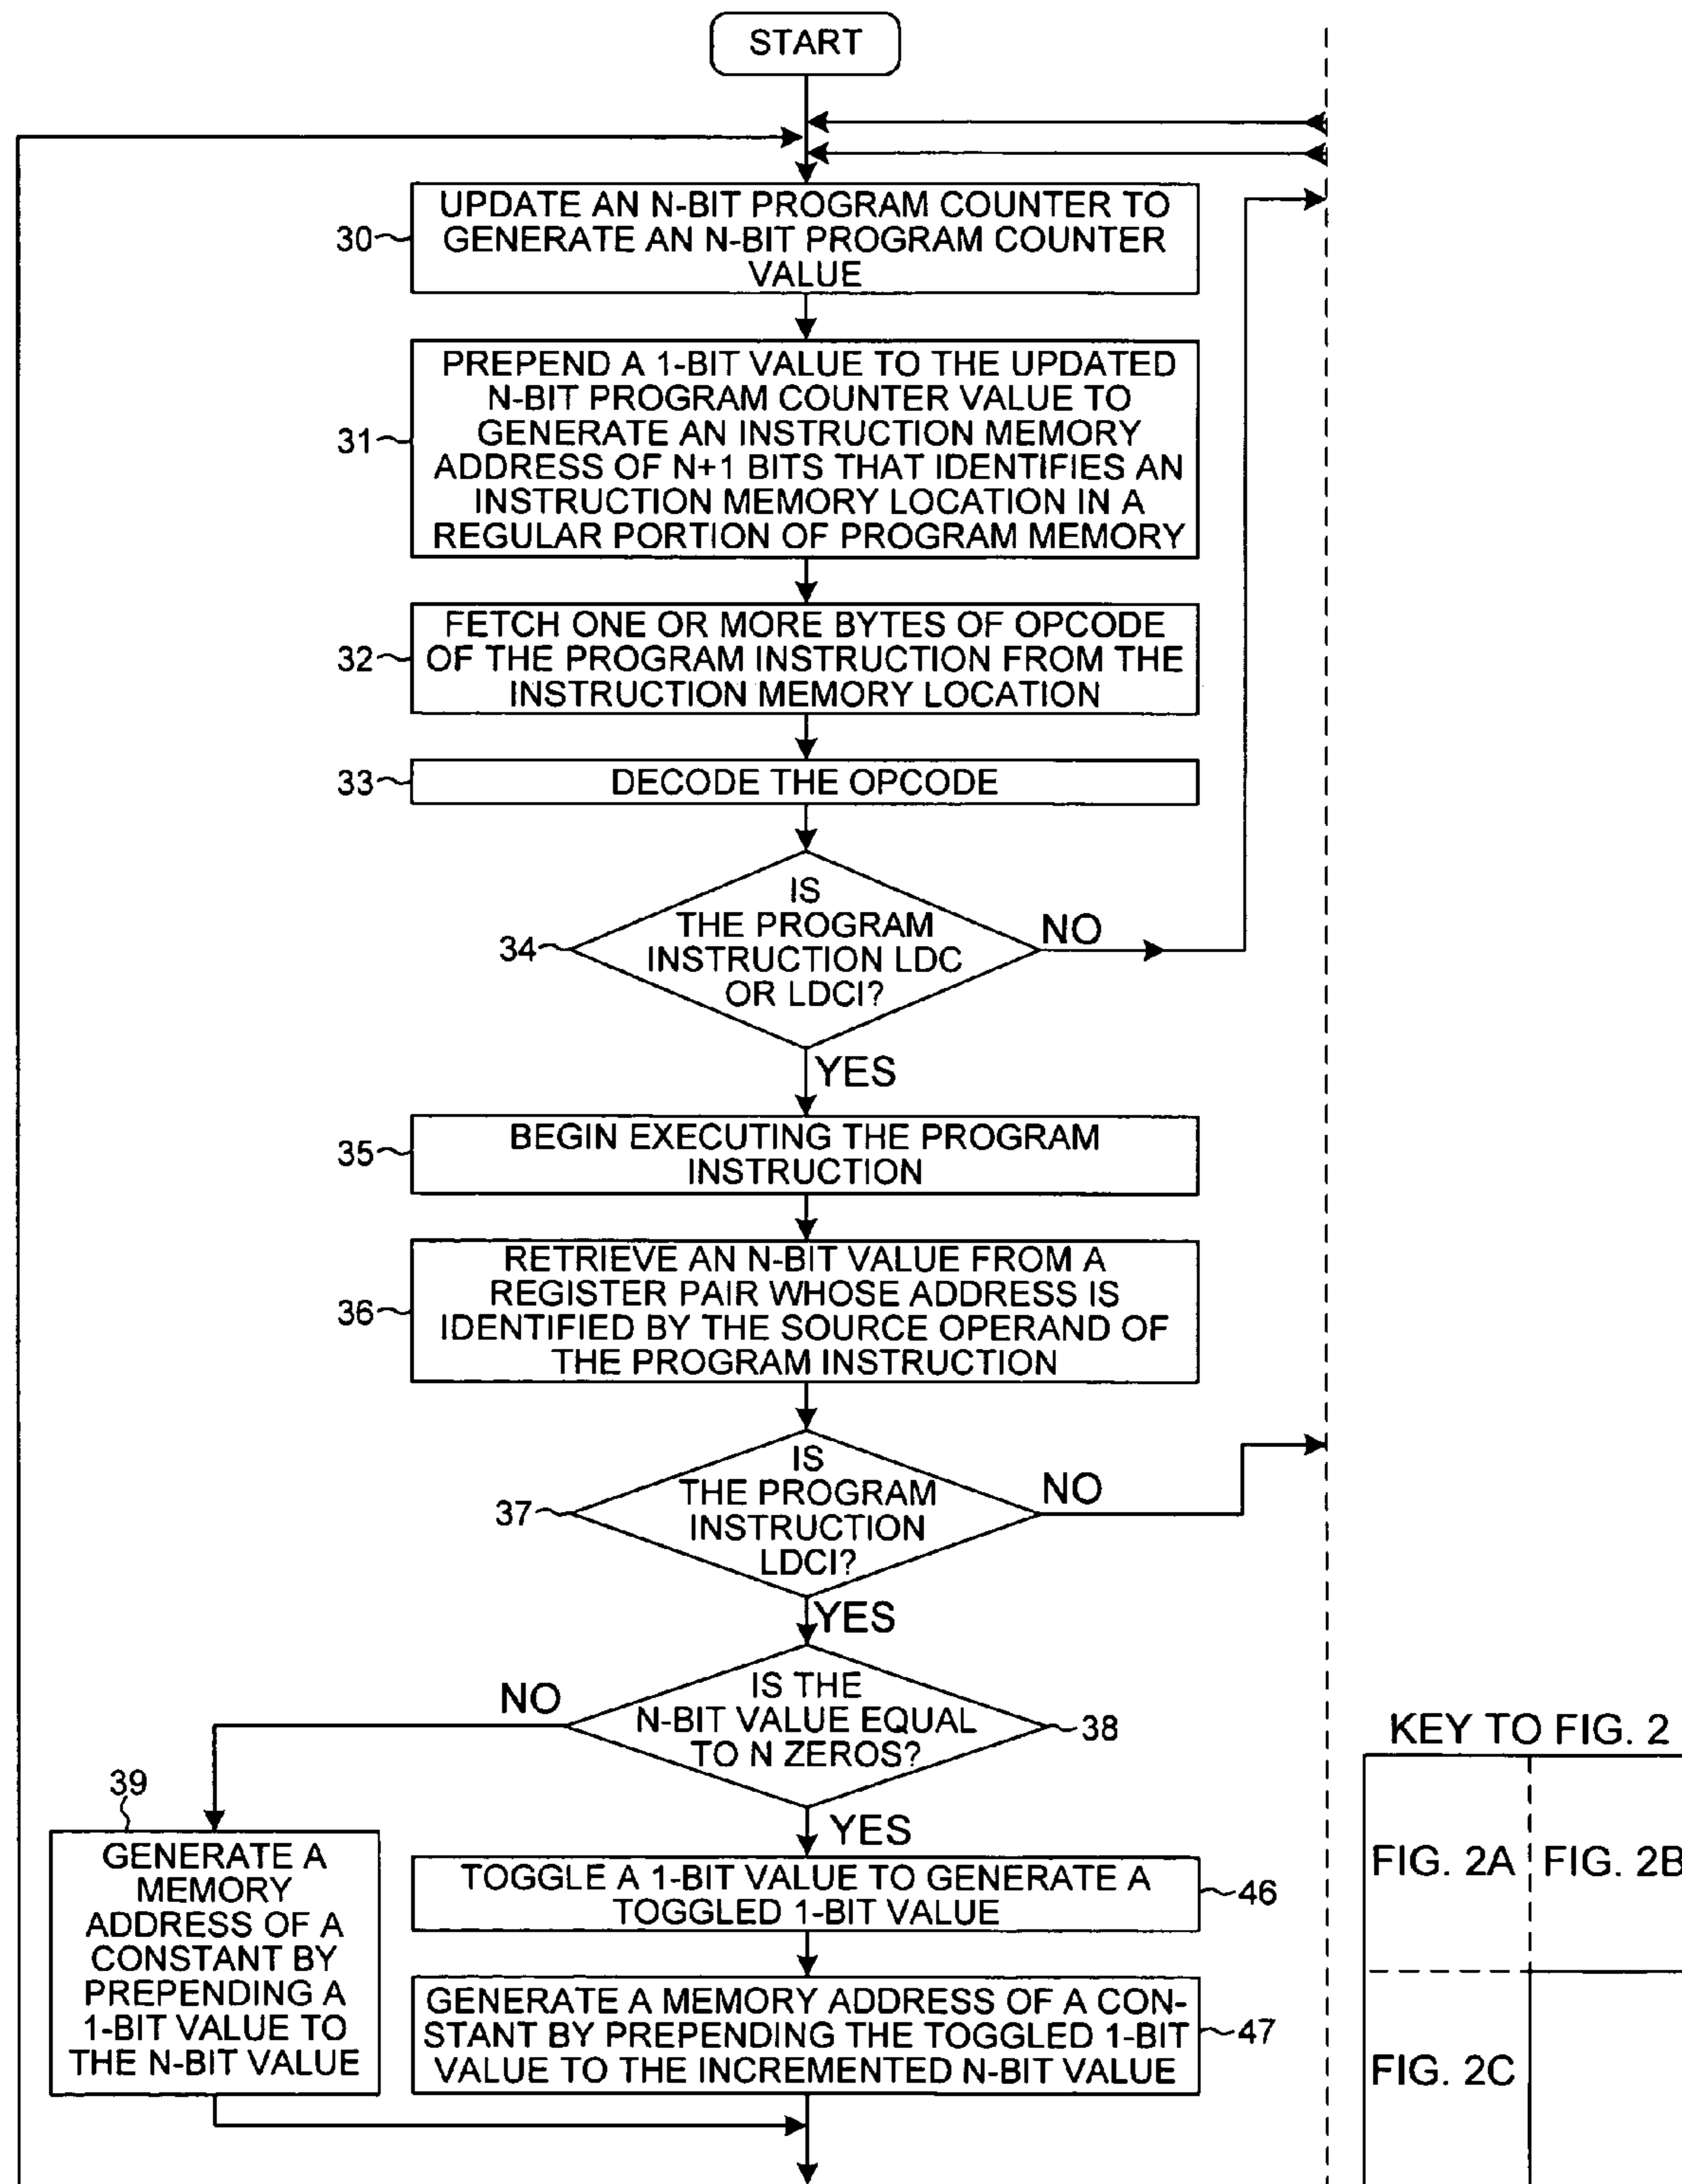 START
30
UPDATE AN N-BIT PROGRAM COUNTER TO
GENERATE AN N-BIT PROGRAM COUNTER
VALUE
31
PREPEND A 1-BIT VALUE TO THE UPDATED
N-BIT PROGRAM COUNTER VALUE TO
GENERATE AN INSTRUCTION MEMORY
ADDRESS OF N+1 BITS THAT IDENTIFIES AN
INSTRUCTION MEMORY LOCATION IN A
REGULAR PORTION OF PROGRAM MEMORY
32
FETCH ONE OR MORE BYTES OF OPCODE
OF THE PROGRAM INSTRUCTION FROM THE
INSTRUCTION MEMORY LOCATION
33
DECODE THE OPCODE
34
IS
THE PROGRAM
INSTRUCTION LDC
OR LDCI?
NO
YES
35
BEGIN EXECUTING THE PROGRAM
INSTRUCTION
36
RETRIEVE AN N-BIT VALUE FROM A
REGISTER PAIR WHOSE ADDRESS IS
IDENTIFIED BY THE SOURCE OPERAND OF
THE PROGRAM INSTRUCTION
37
IS
THE PROGRAM
INSTRUCTION
LDCI?
NO
YES
38
IS THE
N-BIT VALUE EQUAL
TO N ZEROS?
NO
YES
39
GENERATE A
MEMORY
ADDRESS OF A
CONSTANT BY
PREPENDING A
1-BIT VALUE TO
THE N-BIT VALUE
TOGGLE A 1-BIT VALUE TO GENERATE A
TOGGLED 1-BIT VALUE
46
GENERATE A MEMORY ADDRESS OF A CON-
STANT BY PREPENDING THE TOGGLED 1-BIT
VALUE TO THE INCREMENTED N-BIT VALUE
47
KEY TO FIG. 2
FIG. 2A
FIG. 2B
FIG. 2C